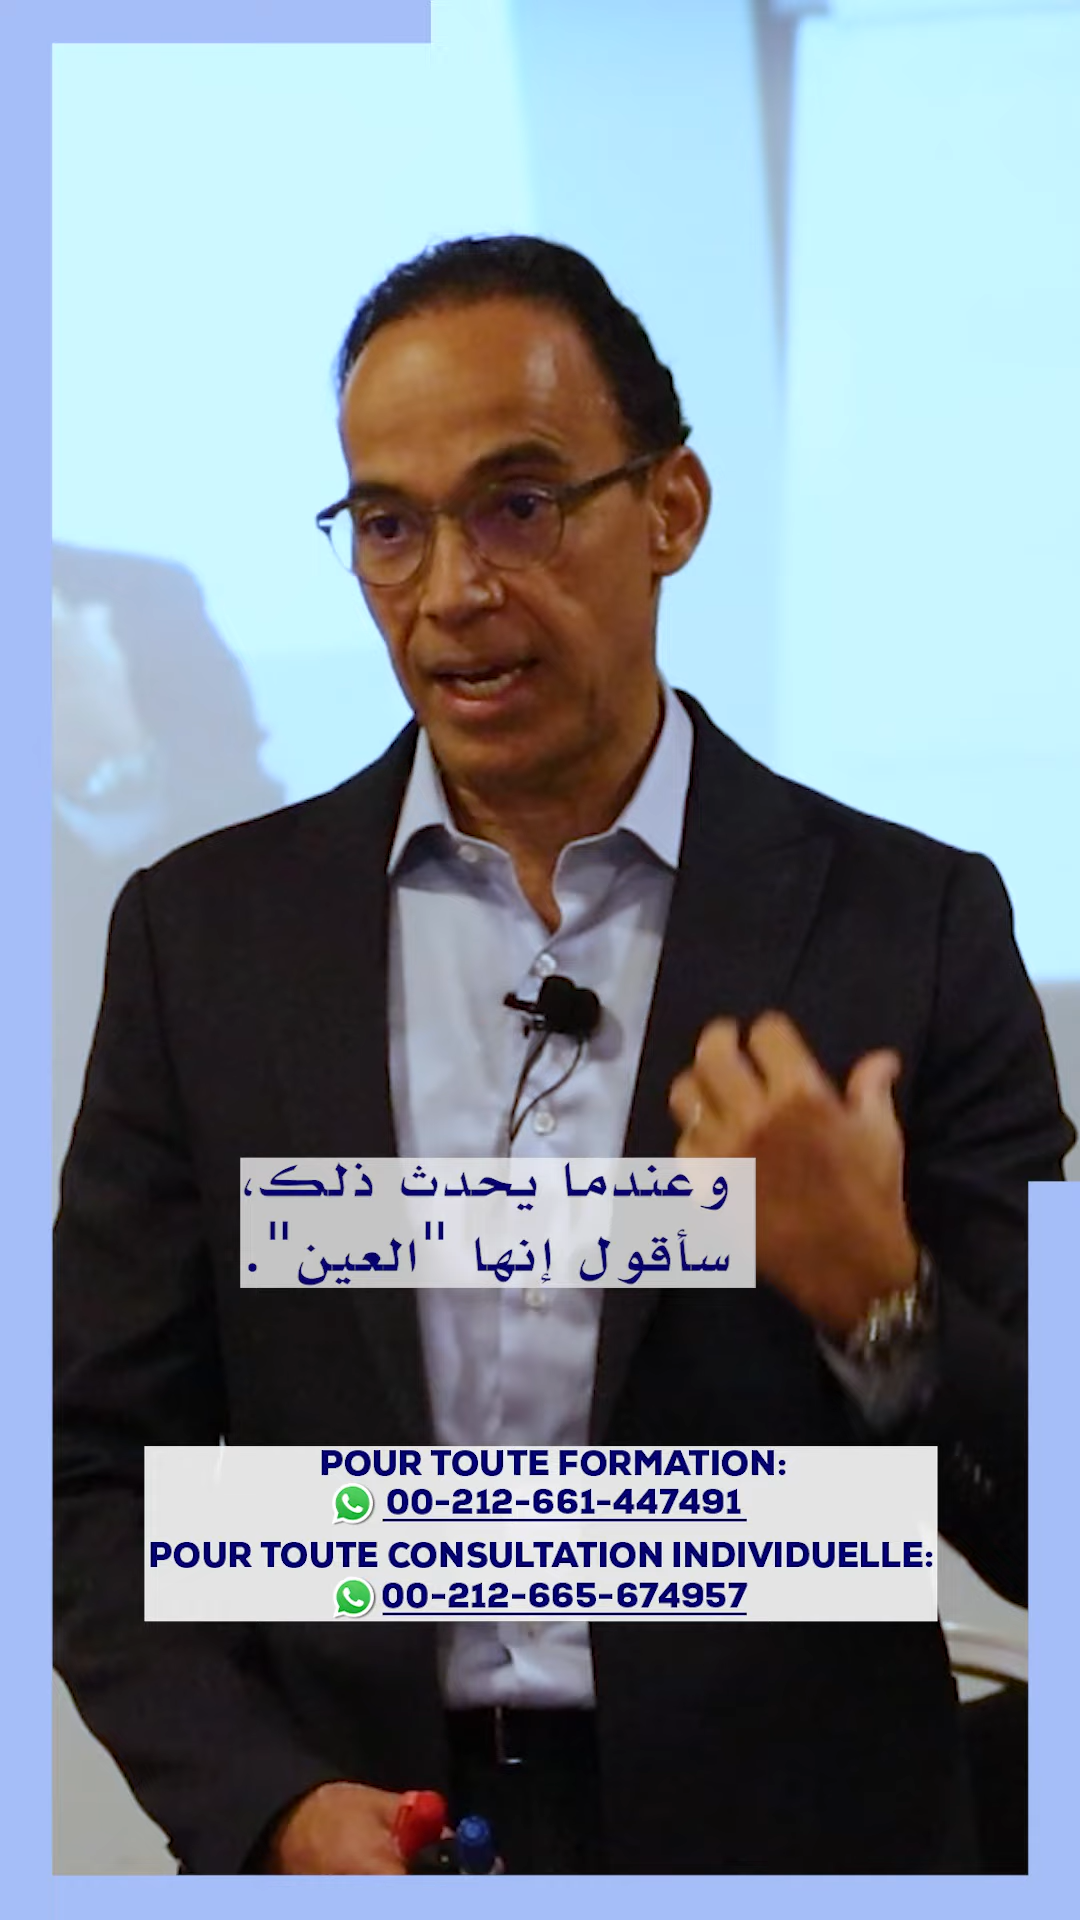 وعندما يحدث ذلك،
سأقول إنها "العين".
POUR TOUTE FORMATION:
00-212-661-447491
POUR TOUTE CONSULTATION INDIVIDUELLE:
00-212-665-674957